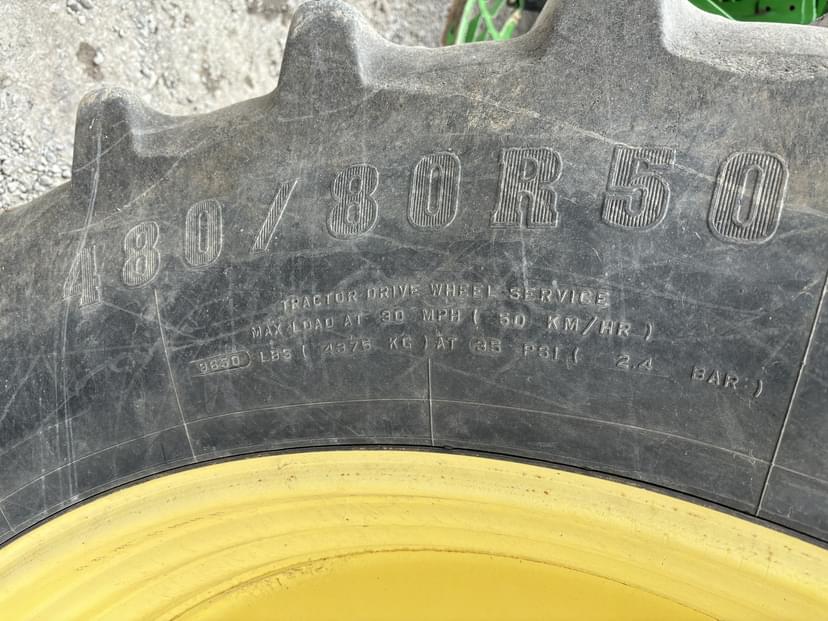 480/80R50
TRACTOR DRIVE WHEEL SERVICE
MAX LOAD AT 30 MPH ( 50 KM/HR )
9650 LBS ( 4375 KG ) AT 35 PSI ( 2.4 BAR )